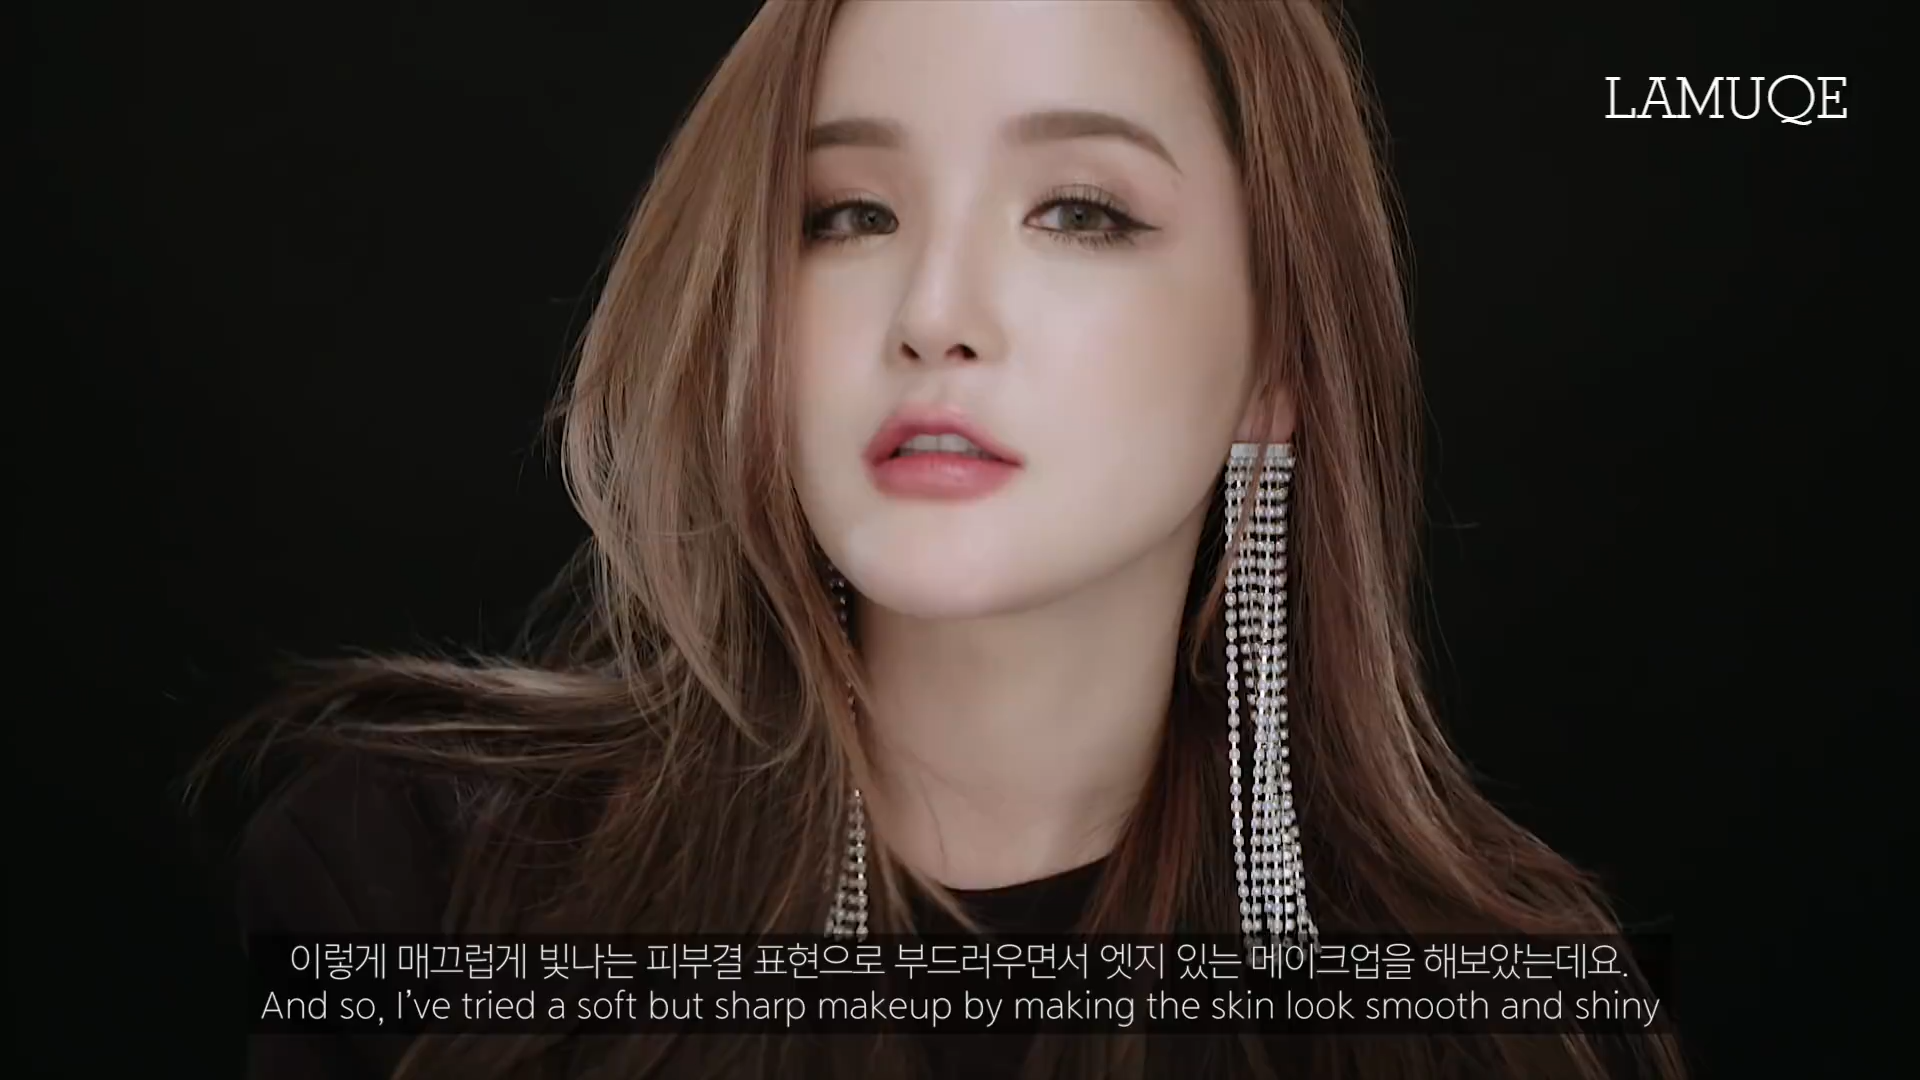 LAMUQE
이렇게 매끄럽게 빛나는 피부결 표현으로 부드러우면서 엣지 있는 메이크업을 해보았는데요.
And so, I've tried a soft but sharp makeup by making the skin look smooth and shiny